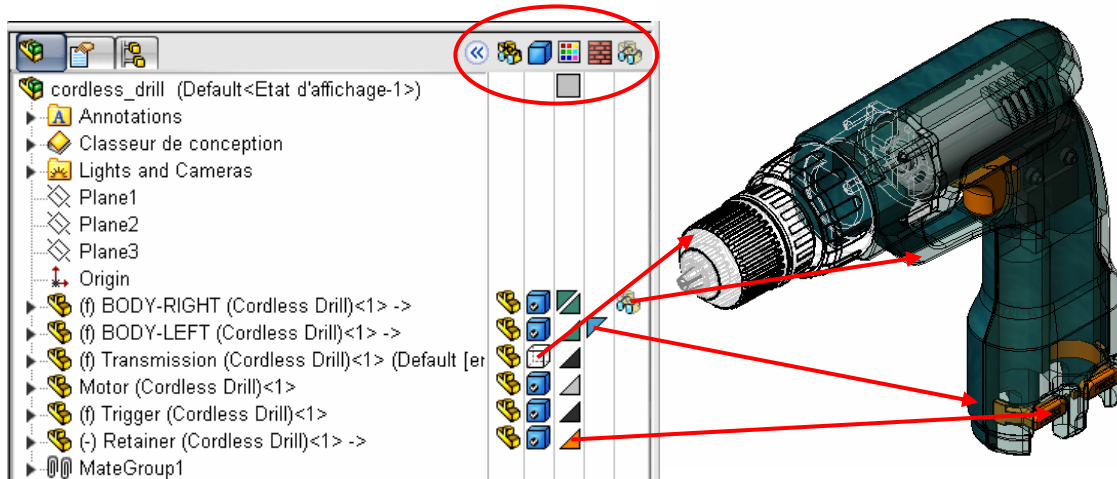 cordless_drill (Default<Etat d'affichage-1>)
A Annotations
Classeur de conception
Lights and Cameras
Plane1
Plane2
Plane3
Origin
(f) BODY-RIGHT (Cordless Drill)<1> ->
(f) BODY-LEFT (Cordless Drill)<1> ->
(f) Transmission (Cordless Drill)<1> (Default [er
Motor (Cordless Drill)<1>
(f) Trigger (Cordless Drill)<1>
(-) Retainer (Cordless Drill)<1> ->
MateGroup1